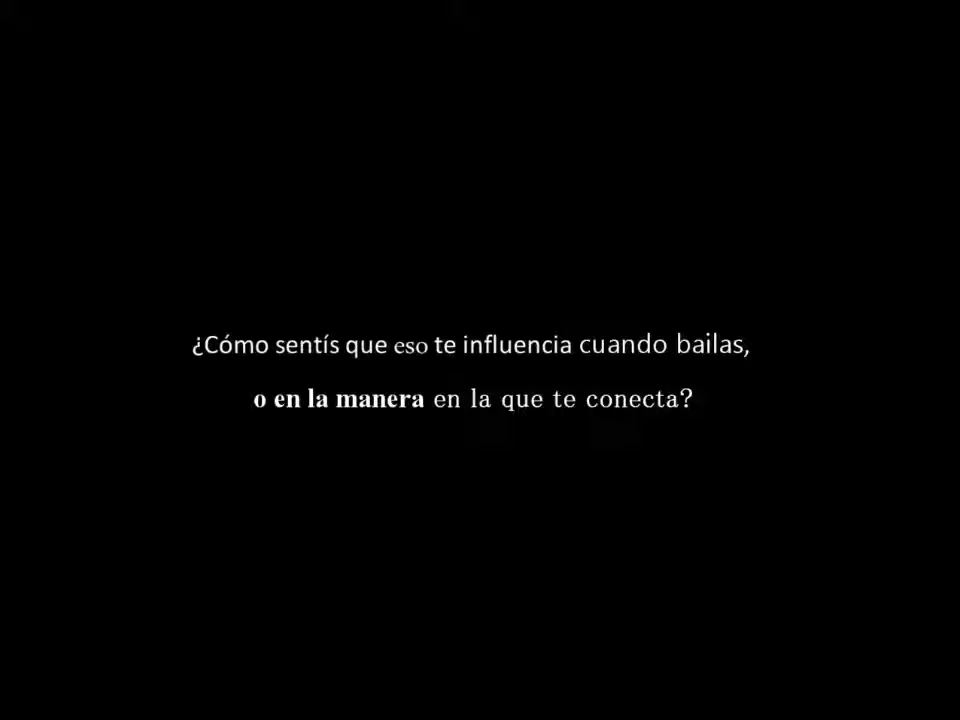 ¿Cómo sentís que eso te influencia cuando bailas,
o en la manera en la que te conecta?